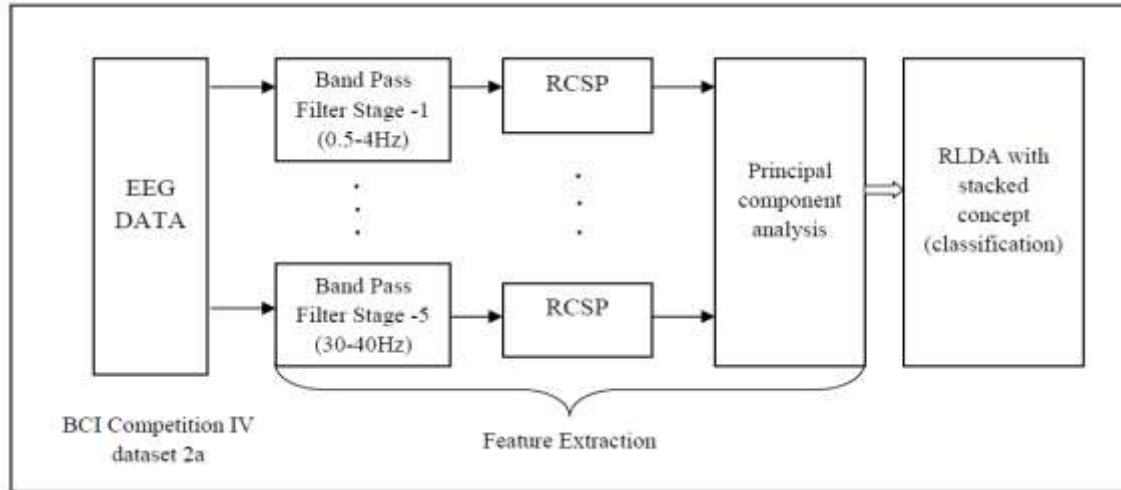 EEG
DATA
Band Pass
Filter Stage -1
(0.5-4Hz)
RCSP
Band Pass
Filter Stage -5
(30-40Hz)
RCSP
Principal
component
analysis
RLDA with
stacked
concept
(classification)
BCI Competition IV
dataset 2a
Feature Extraction